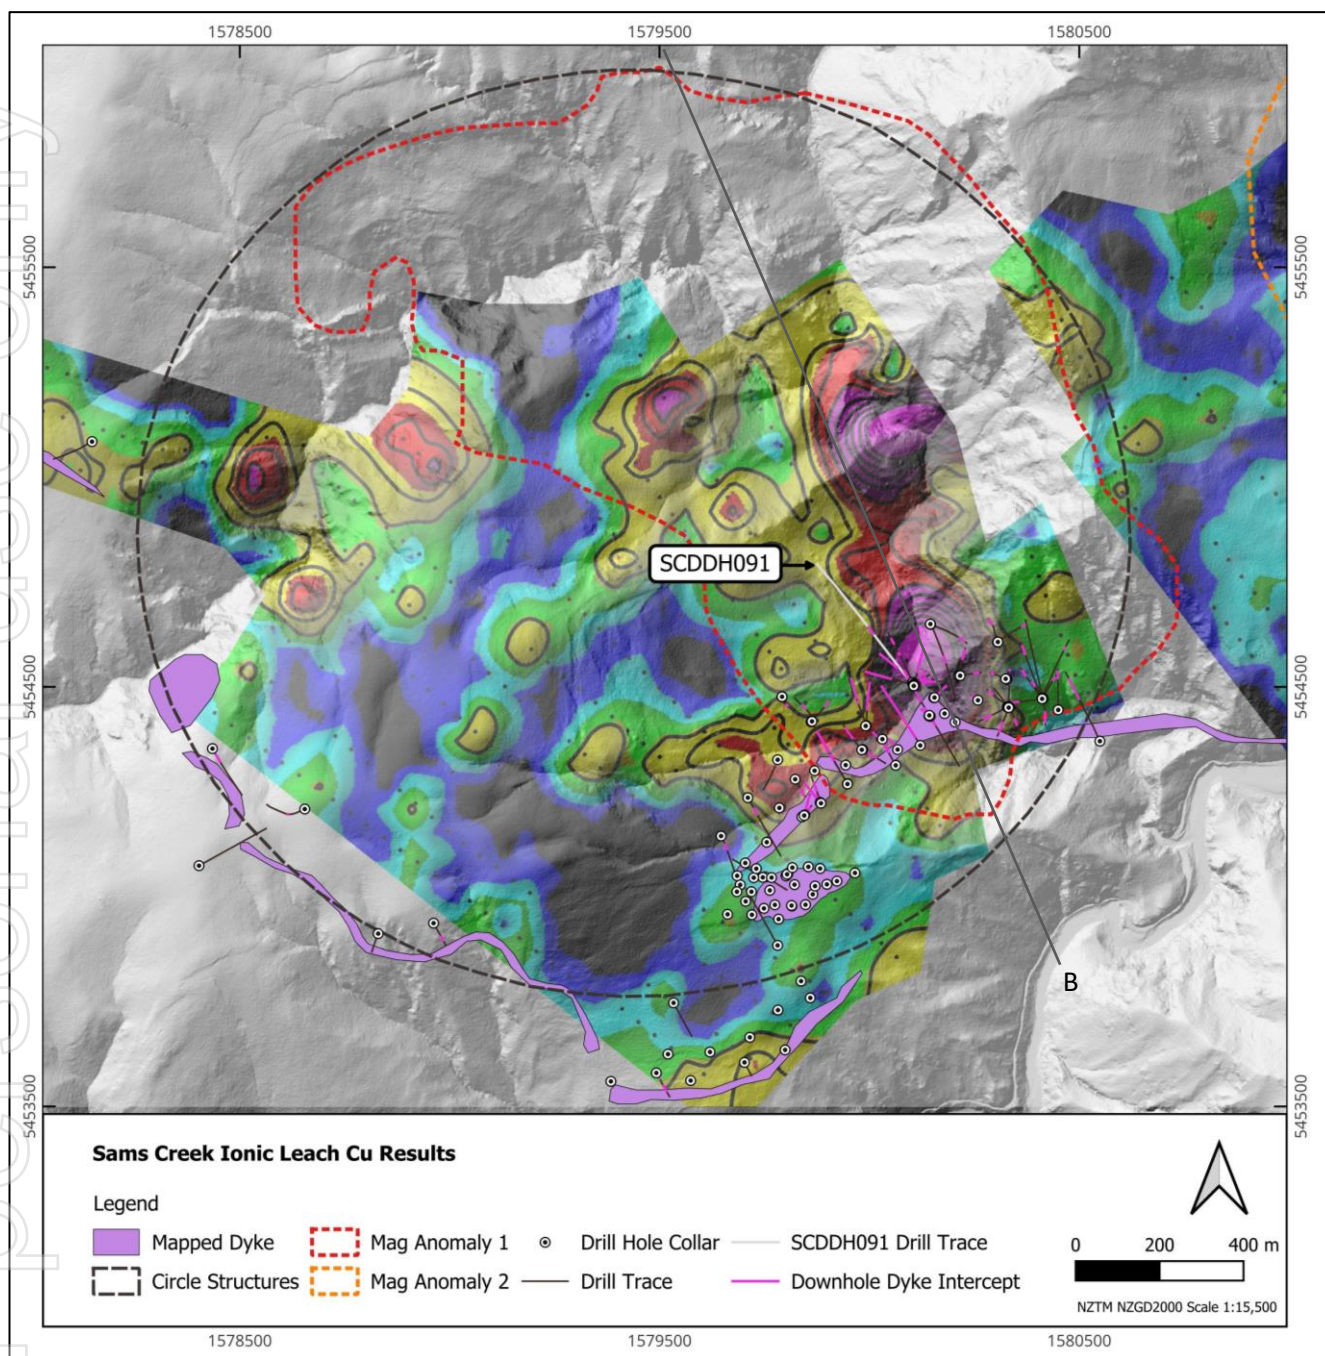 1578500 1579500 1580500
5455500 5455500
SCDDH091
5454500 5454500
B
5453500 5453500
Sams Creek Ionic Leach Cu Results
Legend
Mapped Dyke Mag Anomaly 1 Drill Hole Collar SCDDH091 Drill Trace
Circle Structures Mag Anomaly 2 Drill Trace Downhole Dyke Intercept
0 200 400 m
NZTM NZGD2000 Scale 1:15,500
1578500 1579500 1580500